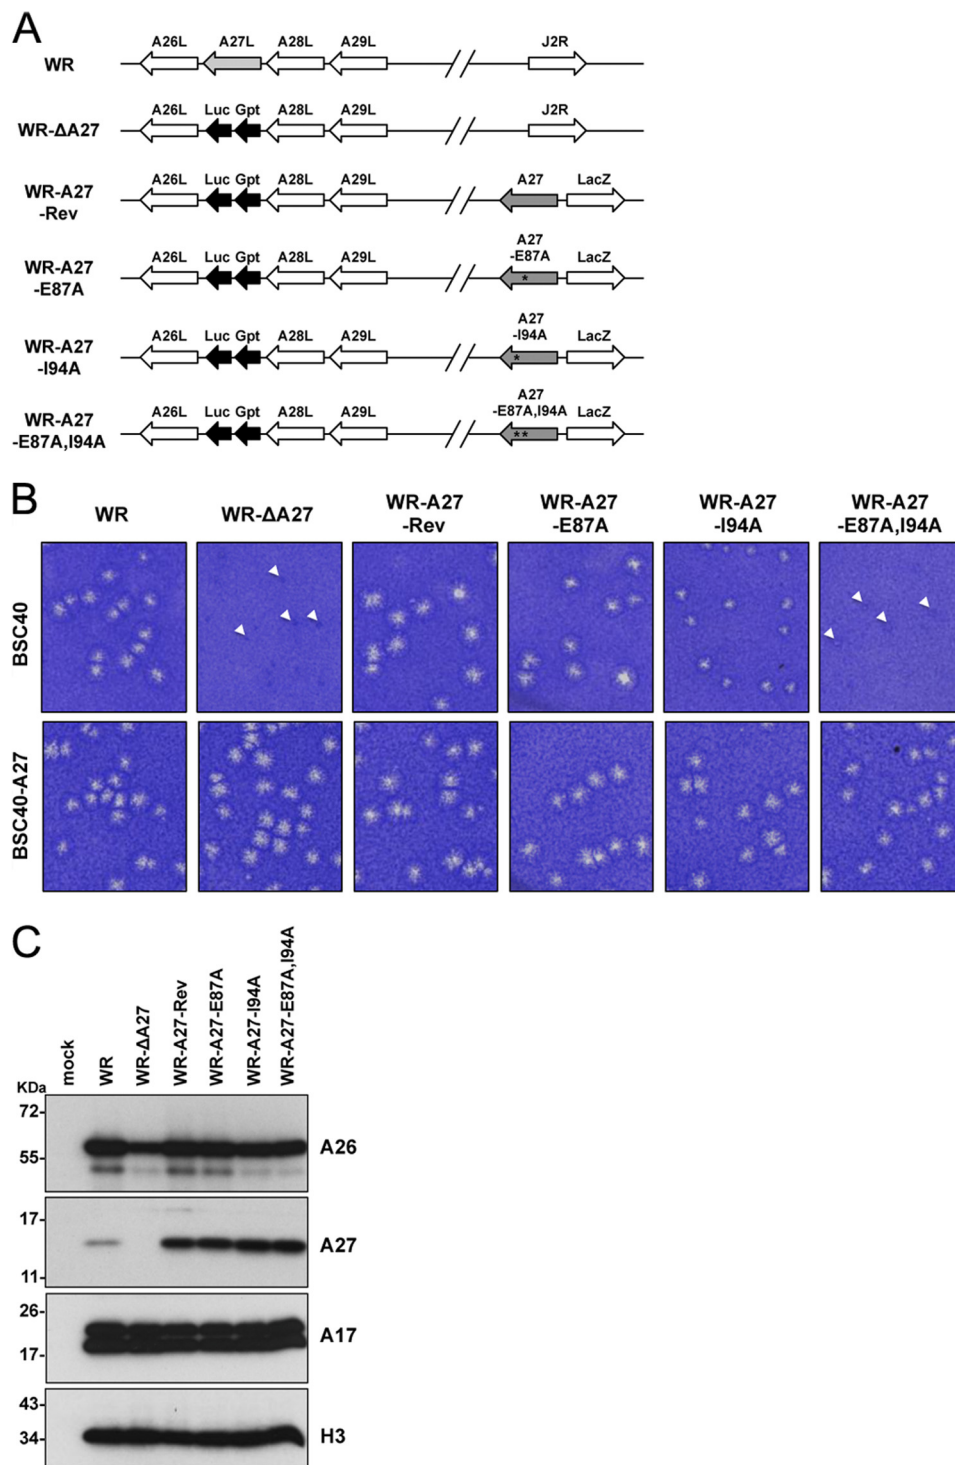 A
WR
A26L A27L A28L A29L J2R
WR-ΔA27
A26L Luc Gpt A28L A29L J2R
WR-A27
-Rev
A26L Luc Gpt A28L A29L A27 LacZ
WR-A27
-E87A
A26L Luc Gpt A28L A29L A27
-E87A LacZ
*
WR-A27
-I94A
A26L Luc Gpt A28L A29L A27
-I94A LacZ
*
WR-A27
-E87A,I94A
A26L Luc Gpt A28L A29L A27
-E87A,I94A LacZ
**
B
WR WR-ΔA27 WR-A27
-Rev WR-A27
-E87A WR-A27
-I94A WR-A27
-E87A,I94A
BSC40
BSC40-A27
C
mock WR WR-ΔA27 WR-A27-Rev WR-A27-E87A WR-A27-I94A WR-A27-E87A,I94A
KDa
72-
55-
A26
17-
11-
A27
26-
17-
A17
43-
34-
H3